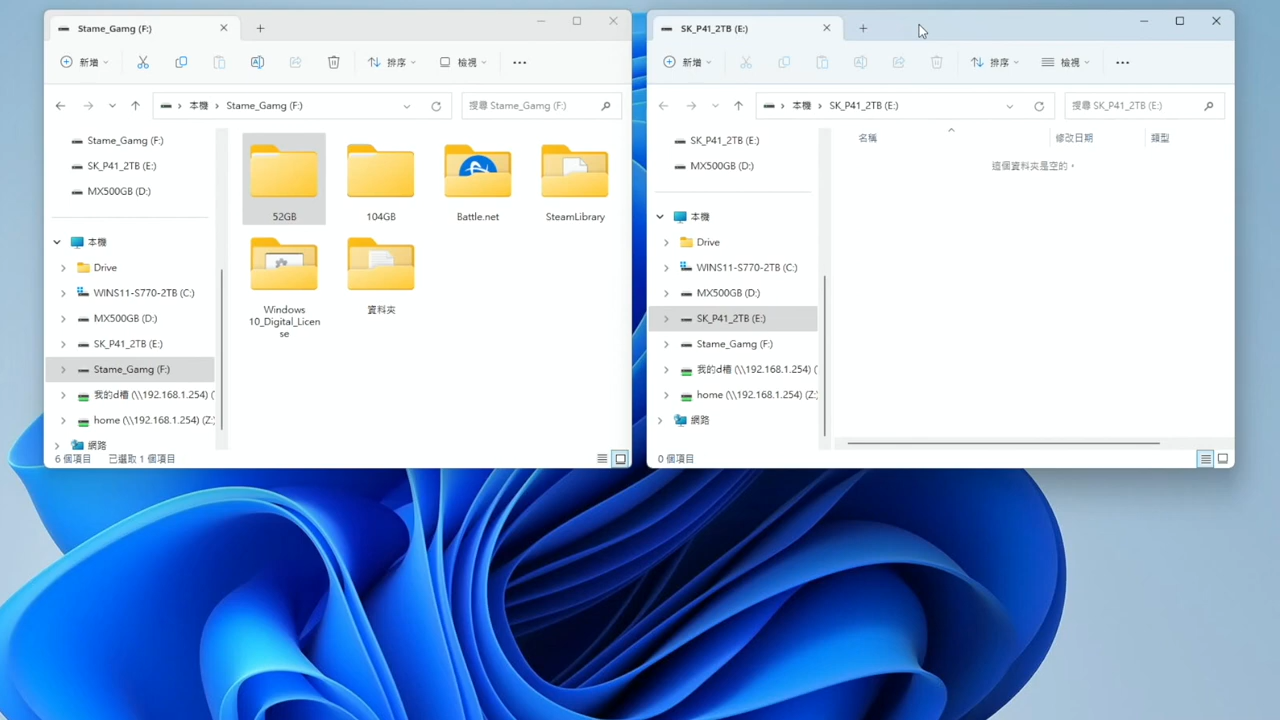 Stame_Gamg (F:)
新增
排序
檢視
本機 > Stame_Gamg (F:)
搜尋 Stame_Gamg (F:)
Stame_Gamg (F:)
SK_P41_2TB (E:)
MX500GB (D:)
本機
Drive
WINS11-S770-2TB (C:)
MX500GB (D:)
SK_P41_2TB (E:)
Stame_Gamg (F:)
我的d槽 (\\192.168.1.254) (
home (\\192.168.1.254) (Z:
網路
52GB
104GB
Battle.net
SteamLibrary
Windows
10_Digital_Licen
se
資料夾
6 個項目 已選取 1 個項目
SK_P41_2TB (E:)
新增
排序
檢視
本機 > SK_P41_2TB (E:)
搜尋 SK_P41_2TB (E:)
SK_P41_2TB (E:)
MX500GB (D:)
本機
Drive
WINS11-S770-2TB (C:)
MX500GB (D:)
SK_P41_2TB (E:)
Stame_Gamg (F:)
我的d槽 (\\192.168.1.254) (
home (\\192.168.1.254) (Z:
網路
名稱 修改日期 類型
這個資料夾是空的。
0 個項目